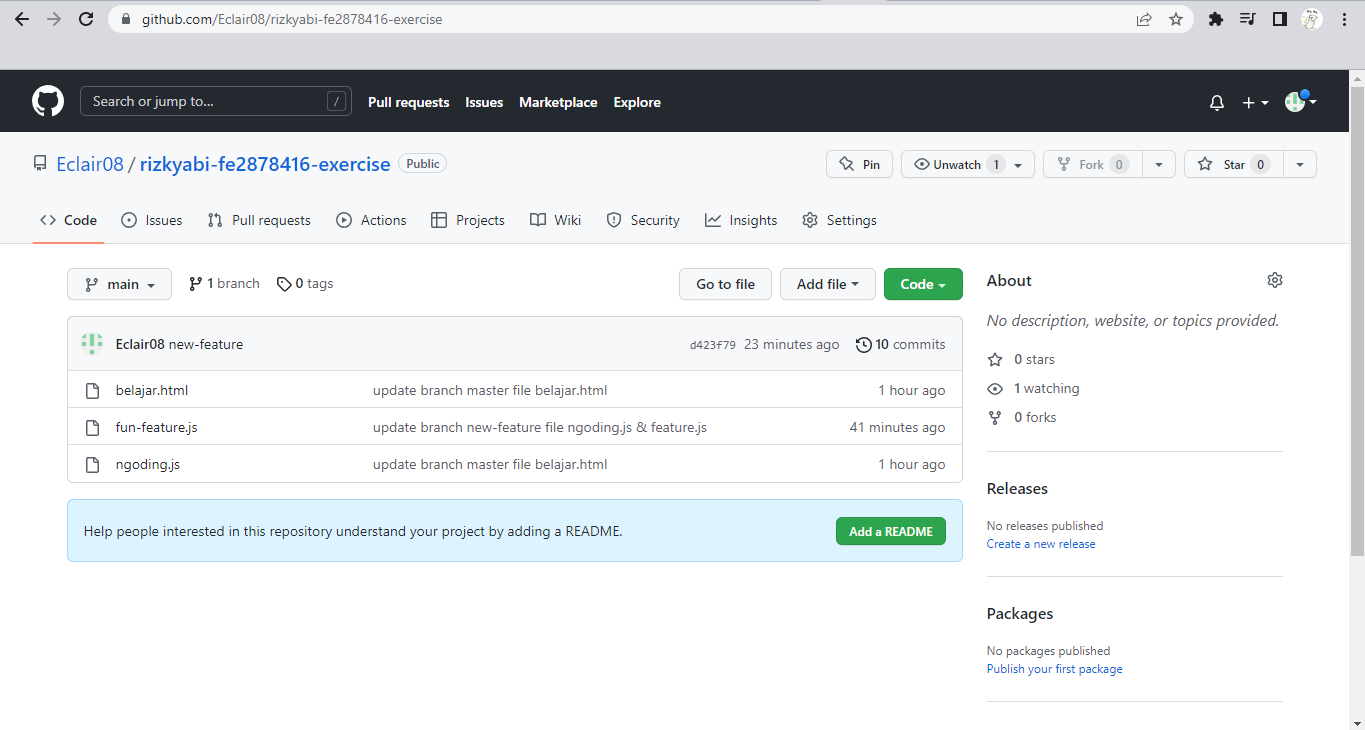 github.com/Eclair08/rizkyabi-fe2878416-exercise
Search or jump to... / Pull requests Issues Marketplace Explore
Eclair08 / rizkyabi-fe2878416-exercise Public Pin Unwatch 1 Fork 0 Star 0
Code Issues Pull requests Actions Projects Wiki Security Insights Settings
main 1 branch 0 tags Go to file Add file Code
Eclair08 new-feature d423f79 23 minutes ago 10 commits
belajar.html update branch master file belajar.html 1 hour ago
fun-feature.js update branch new-feature file ngoding.js & feature.js 41 minutes ago
ngoding.js update branch master file belajar.html 1 hour ago
Help people interested in this repository understand your project by adding a README. Add a README
About
No description, website, or topics provided.
0 stars
1 watching
0 forks
Releases
No releases published
Create a new release
Packages
No packages published
Publish your first package